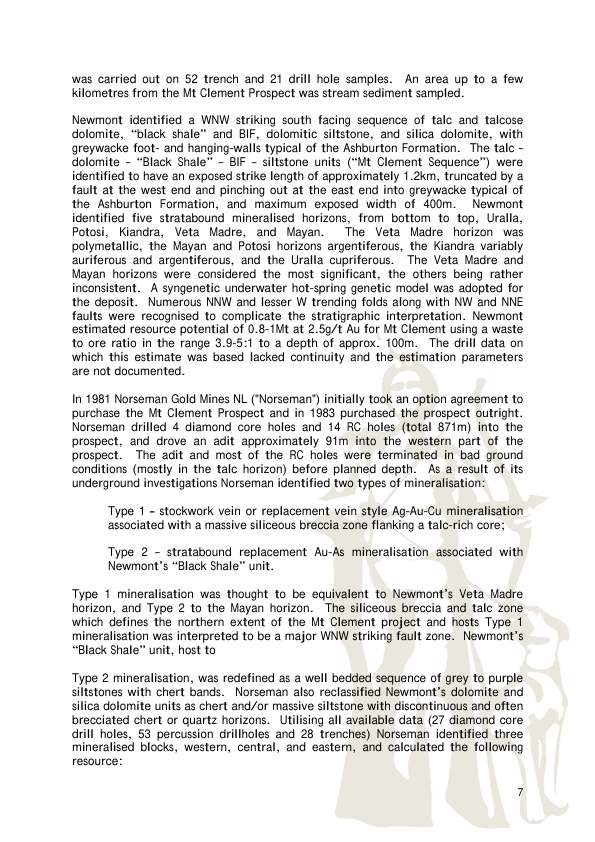 was carried out on 52 trench and 21 drill hole samples. An area up to a few
kilometres from the Mt Clement Prospect was stream sediment sampled.
Newmont identified a WNW striking south facing sequence of talc and talcose
dolomite, “black shale” and BIF, dolomitic siltstone, and silica dolomite, with
greywacke foot- and hanging-walls typical of the Ashburton Formation. The talc –
dolomite – “Black Shale” – BIF – siltstone units (“Mt Clement Sequence”) were
identified to have an exposed strike length of approximately 1.2km, truncated by a
fault at the west end and pinching out at the east end into greywacke typical of
the Ashburton Formation, and maximum exposed width of 400m. Newmont
identified five stratabound mineralised horizons, from bottom to top, Uralla,
Potosi, Kiandra, Veta Madre, and Mayan. The Veta Madre horizon was
polymetallic, the Mayan and Potosi horizons argentiferous, the Kiandra variably
auriferous and argentiferous, and the Uralla cupriferous. The Veta Madre and
Mayan horizons were considered the most significant, the others being rather
inconsistent. A syngenetic underwater hot-spring genetic model was adopted for
the deposit. Numerous NNW and lesser W trending folds along with NW and NNE
faults were recognised to complicate the stratigraphic interpretation. Newmont
estimated resource potential of 0.8-1Mt at 2.5g/t Au for Mt Clement using a waste
to ore ratio in the range 3.9-5:1 to a depth of approx. 100m. The drill data on
which this estimate was based lacked continuity and the estimation parameters
are not documented.
In 1981 Norseman Gold Mines NL ("Norseman") initially took an option agreement to
purchase the Mt Clement Prospect and in 1983 purchased the prospect outright.
Norseman drilled 4 diamond core holes and 14 RC holes (total 871m) into the
prospect, and drove an adit approximately 91m into the western part of the
prospect. The adit and most of the RC holes were terminated in bad ground
conditions (mostly in the talc horizon) before planned depth. As a result of its
underground investigations Norseman identified two types of mineralisation:
Type 1 – stockwork vein or replacement vein style Ag-Au-Cu mineralisation
associated with a massive siliceous breccia zone flanking a talc-rich core;
Type 2 – stratabound replacement Au-As mineralisation associated with
Newmont’s “Black Shale” unit.
Type 1 mineralisation was thought to be equivalent to Newmont’s Veta Madre
horizon, and Type 2 to the Mayan horizon. The siliceous breccia and talc zone
which defines the northern extent of the Mt Clement project and hosts Type 1
mineralisation was interpreted to be a major WNW striking fault zone. Newmont’s
“Black Shale” unit, host to
Type 2 mineralisation, was redefined as a well bedded sequence of grey to purple
siltstones with chert bands. Norseman also reclassified Newmont’s dolomite and
silica dolomite units as chert and/or massive siltstone with discontinuous and often
brecciated chert or quartz horizons. Utilising all available data (27 diamond core
drill holes, 53 percussion drillholes and 28 trenches) Norseman identified three
mineralised blocks, western, central, and eastern, and calculated the following
resource:
7